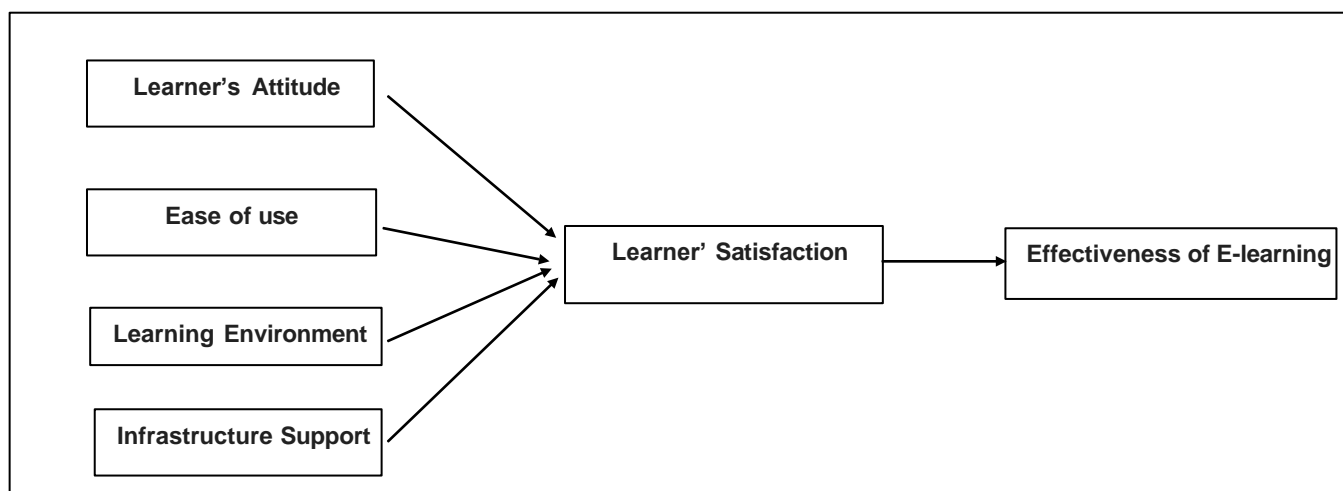 Learner’s Attitude
Ease of use
Learning Environment
Infrastructure Support
Learner’ Satisfaction
Effectiveness of E-learning